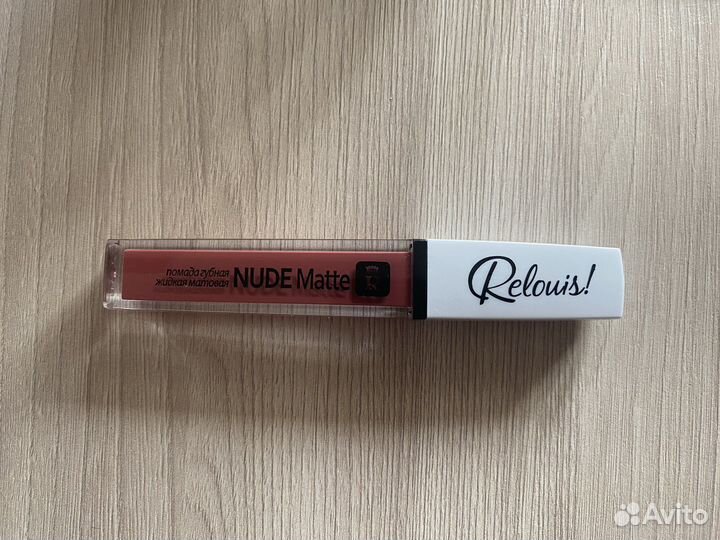 помада губная
жидкая матовая
NUDE Matte
R
Relouis!
Avito